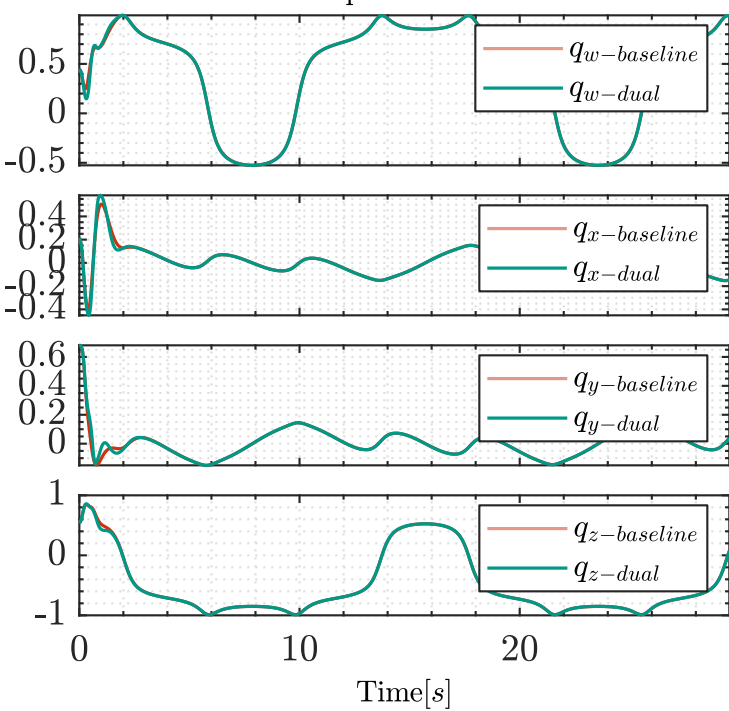 0.5
0
-0.5
q_{w-baseline}
q_{w-dual}
0.4
0.2
0
-0.2
-0.4
q_{x-baseline}
q_{x-dual}
0.6
0.4
0.2
0
q_{y-baseline}
q_{y-dual}
1
0
-1
q_{z-baseline}
q_{z-dual}
0 10 20
Time[s]